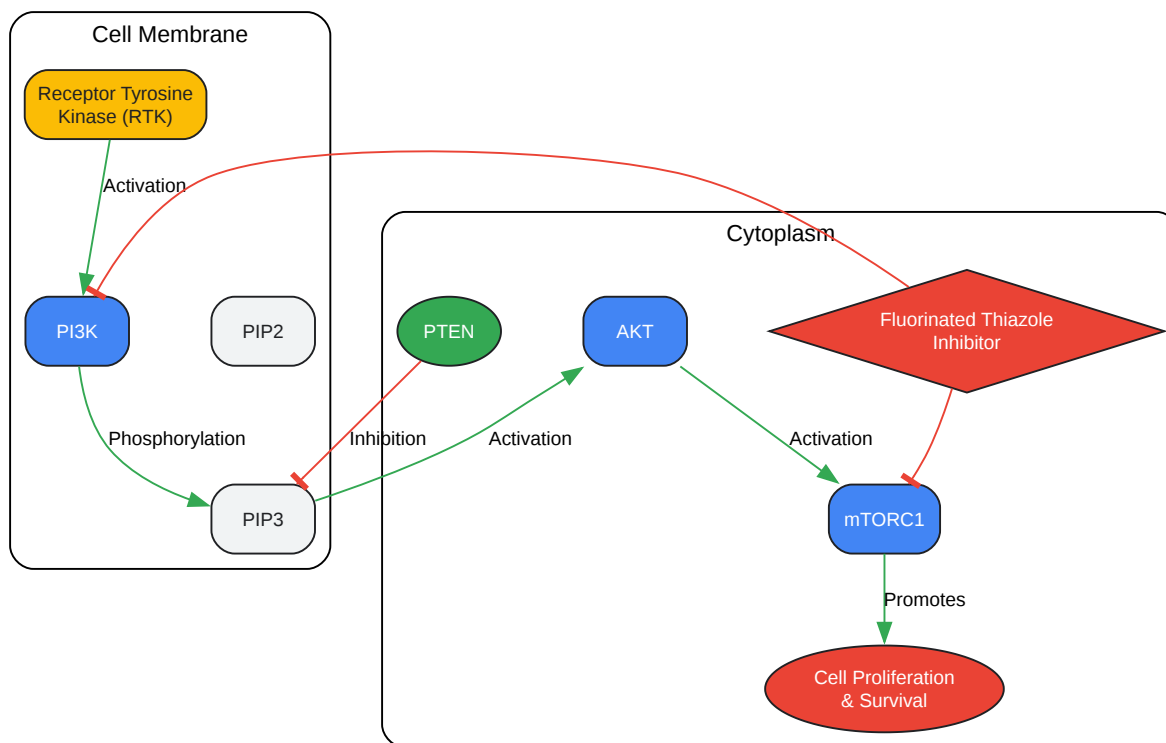 Cell Membrane
Receptor Tyrosine
Kinase (RTK)
Activation
Cytoplasm
PI3K
PIP2
PTEN
AKT
Fluorinated Thiazole
Inhibitor
Phosphorylation
Inhibition
Activation
Activation
PIP3
mTORC1
Promotes
Cell Proliferation
& Survival